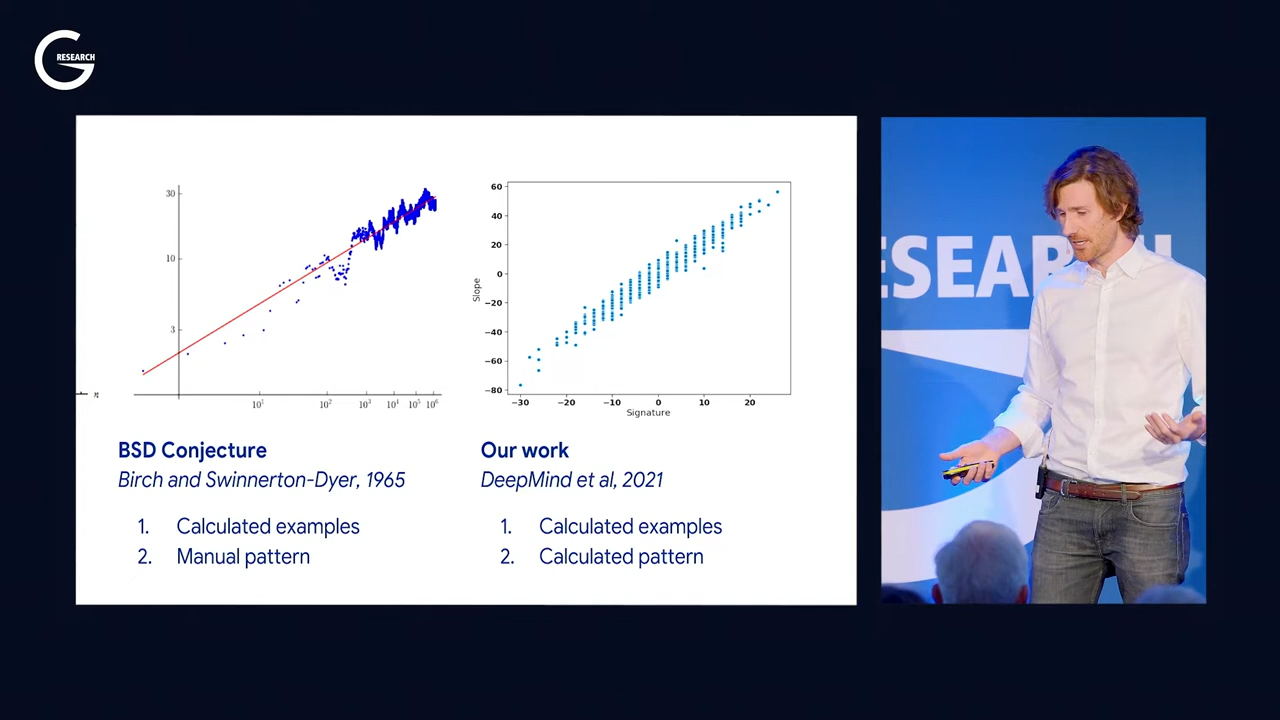 RESEARCH
30
10
3
10¹ 10² 10³ 10⁴ 10⁵ 10⁶
60
40
20
0
−20
−40
−60
−80
−30 −20 −10 0 10 20
Slope
Signature
BSD Conjecture
Birch and Swinnerton-Dyer, 1965
1. Calculated examples
2. Manual pattern
Our work
DeepMind et al, 2021
1. Calculated examples
2. Calculated pattern
ESEAR H